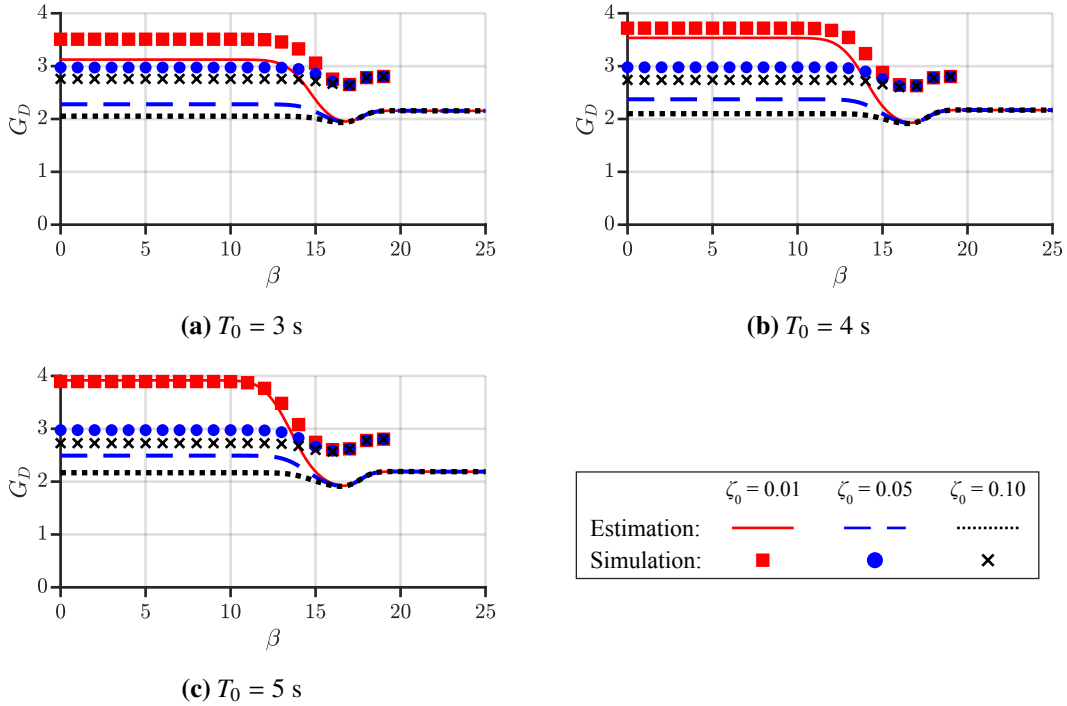 4
3
2
1
0
G_D
0 5 10 15 20 25
β
(a) T_0 = 3 s
4
3
2
1
0
G_D
0 5 10 15 20 25
β
(b) T_0 = 4 s
4
3
2
1
0
G_D
0 5 10 15 20 25
β
(c) T_0 = 5 s
ζ_0 = 0.01 ζ_0 = 0.05 ζ_0 = 0.10
Estimation:
Simulation: